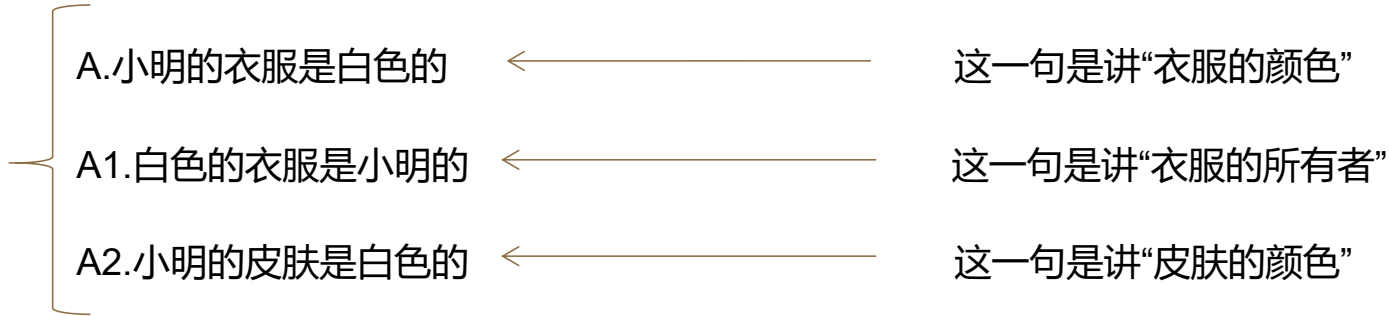 A.小明的衣服是白色的 这一句是讲“衣服的颜色”
A1.白色的衣服是小明的 这一句是讲“衣服的所有者”
A2.小明的皮肤是白色的 这一句是讲“皮肤的颜色”